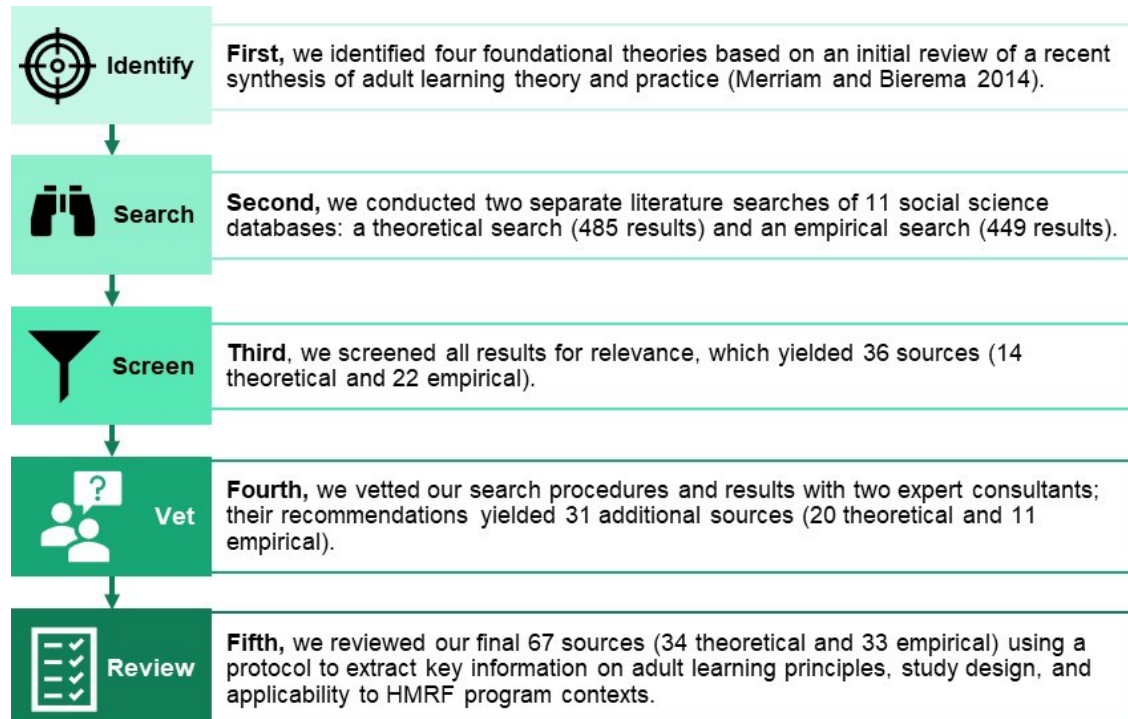 Identify
First, we identified four foundational theories based on an initial review of a recent
synthesis of adult learning theory and practice (Merriam and Bierema 2014).
Search
Second, we conducted two separate literature searches of 11 social science
databases: a theoretical search (485 results) and an empirical search (449 results).
Screen
Third, we screened all results for relevance, which yielded 36 sources (14
theoretical and 22 empirical).
?
Vet
Fourth, we vetted our search procedures and results with two expert consultants;
their recommendations yielded 31 additional sources (20 theoretical and 11
empirical).
Review
Fifth, we reviewed our final 67 sources (34 theoretical and 33 empirical) using a
protocol to extract key information on adult learning principles, study design, and
applicability to HMRF program contexts.